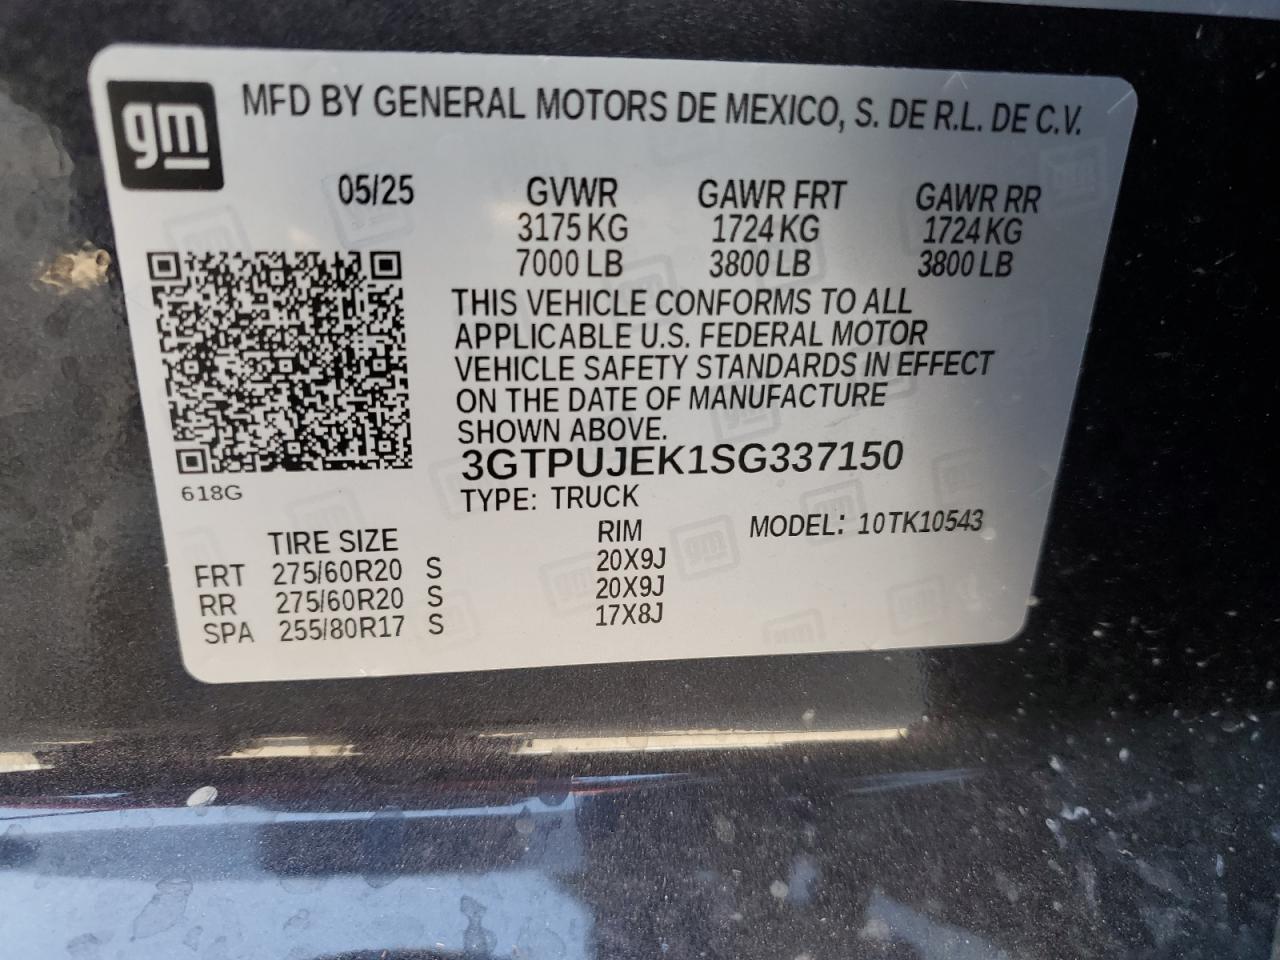 gm
MFD BY GENERAL MOTORS DE MEXICO, S. DE R.L. DE C.V.
05/25 GVWR GAWR FRT GAWR RR
3175 KG 1724 KG 1724 KG
7000 LB 3800 LB 3800 LB
THIS VEHICLE CONFORMS TO ALL
APPLICABLE U.S. FEDERAL MOTOR
VEHICLE SAFETY STANDARDS IN EFFECT
ON THE DATE OF MANUFACTURE
SHOWN ABOVE.
3GTPUJEK1SG337150
618G
TYPE: TRUCK
TIRE SIZE RIM MODEL: 10TK10543
FRT 275/60R20 S 20X9J
RR 275/60R20 S 20X9J
SPA 255/80R17 S 17X8J